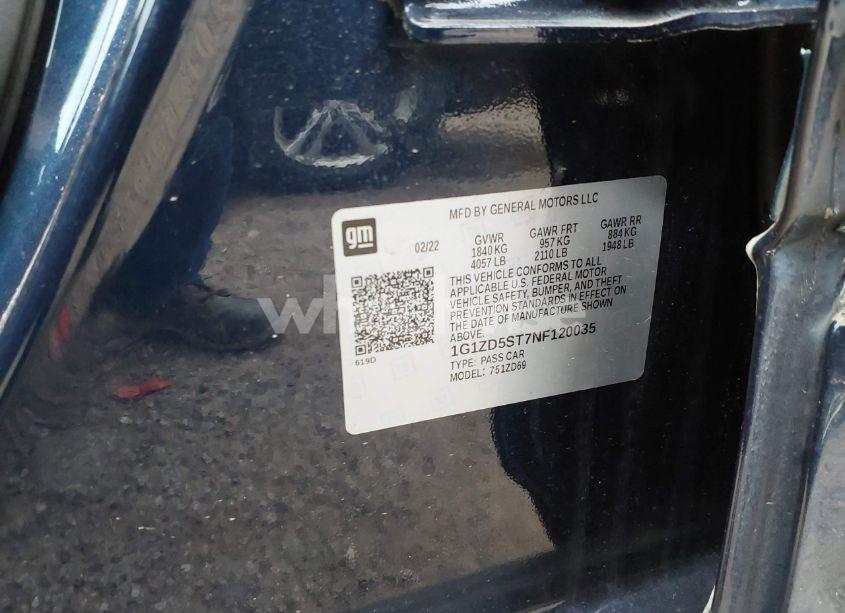 MFD BY GENERAL MOTORS LLC
gm
02/22
GVWR GAWR FRT GAWR RR
1840 KG 957 KG 884 KG
4057 LB 2110 LB 1948 LB
THIS VEHICLE CONFORMS TO ALL
APPLICABLE U.S. FEDERAL MOTOR
VEHICLE SAFETY, BUMPER, AND THEFT
PREVENTION STANDARDS IN EFFECT ON
THE DATE OF MANUFACTURE SHOWN
ABOVE.
619D
1G1ZD5ST7NF120035
TYPE: PASS CAR
MODEL: 751ZD69